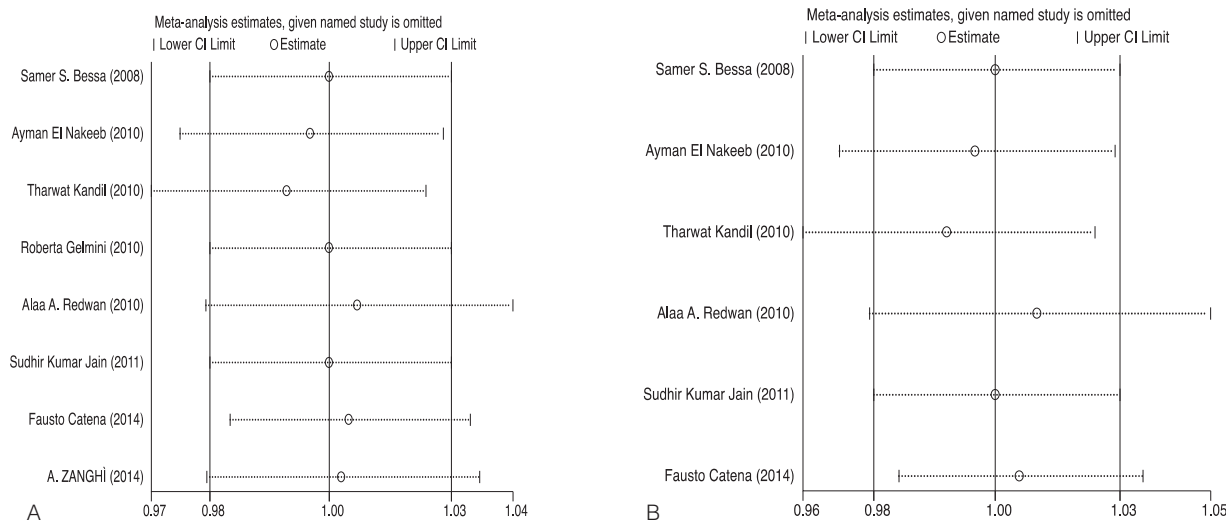 Meta-analysis estimates, given named study is omitted
Lower CI Limit Estimate Upper CI Limit
Samer S. Bessa (2008)
Ayman El Nakeeb (2010)
Tharwat Kandil (2010)
Roberta Gelmini (2010)
Alaa A. Redwan (2010)
Sudhir Kumar Jain (2011)
Fausto Catena (2014)
A. ZANGHÌ (2014)
0.97 0.98 1.00 1.03 1.04
A
Meta-analysis estimates, given named study is omitted
Lower CI Limit Estimate Upper CI Limit
Samer S. Bessa (2008)
Ayman El Nakeeb (2010)
Tharwat Kandil (2010)
Alaa A. Redwan (2010)
Sudhir Kumar Jain (2011)
Fausto Catena (2014)
0.96 0.98 1.00 1.03 1.05
B